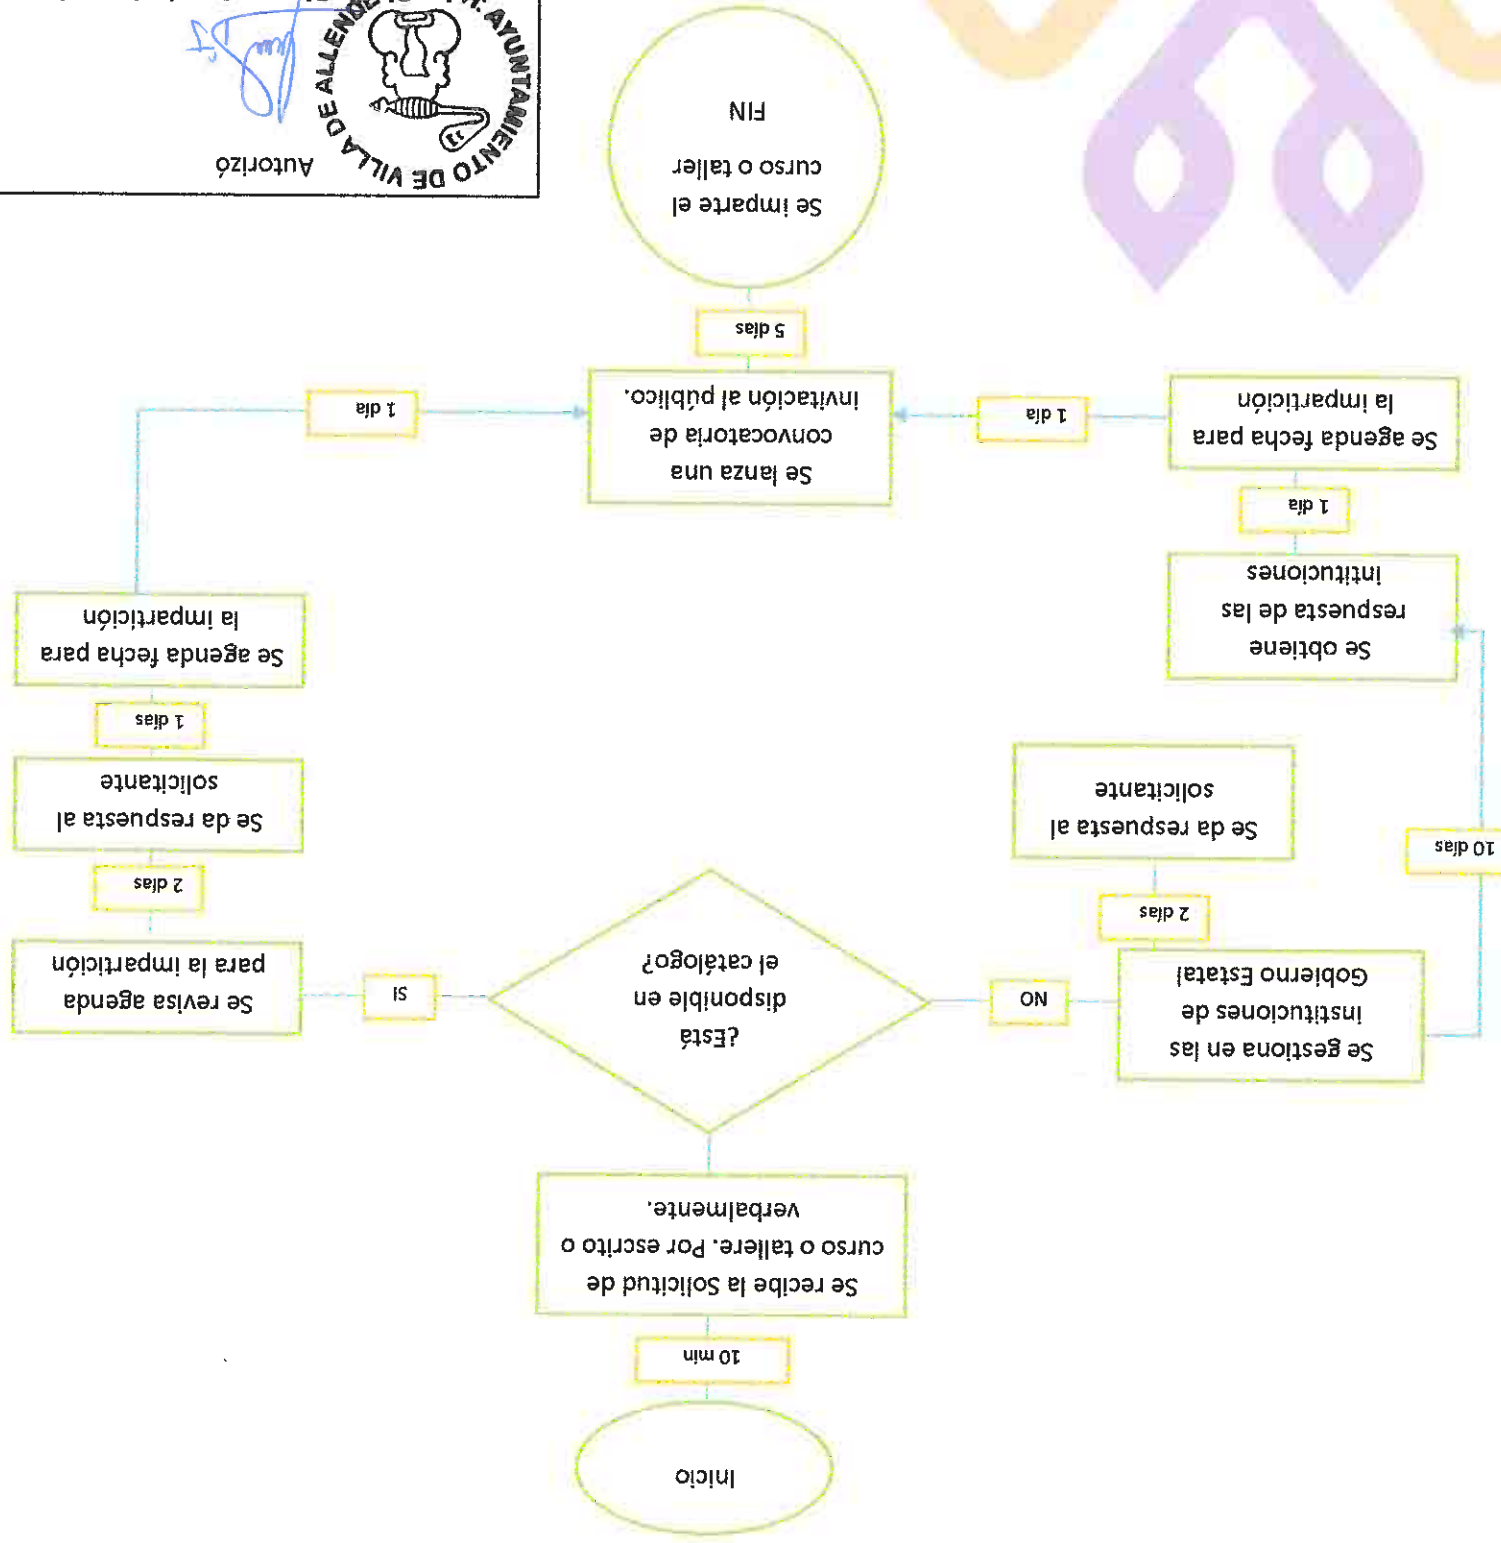 Inicio
10 min
Se recibe la Solicitud de
curso o tallere. Por escrito o
verbalmente.
¿Está
disponible en
el catálogo?
NO
Se gestiona en las
instituciones de
Gobierno Estatal
2 días
Se da respuesta al
solicitante
10 días
Se obtiene
respuesta de las
intituciones
1 día
Se agenda fecha para
la impartición
1 día
SI
Se revisa agenda
para la impartición
2 días
Se da respuesta al
solicitante
1 días
Se agenda fecha para
la impartición
1 día
Se lanza una
convocatoria de
invitación al público.
5 días
Se imparte el
curso o taller
FIN
Autorizó
AYUNTAMIENTO DE VILLA DE ALLENDE